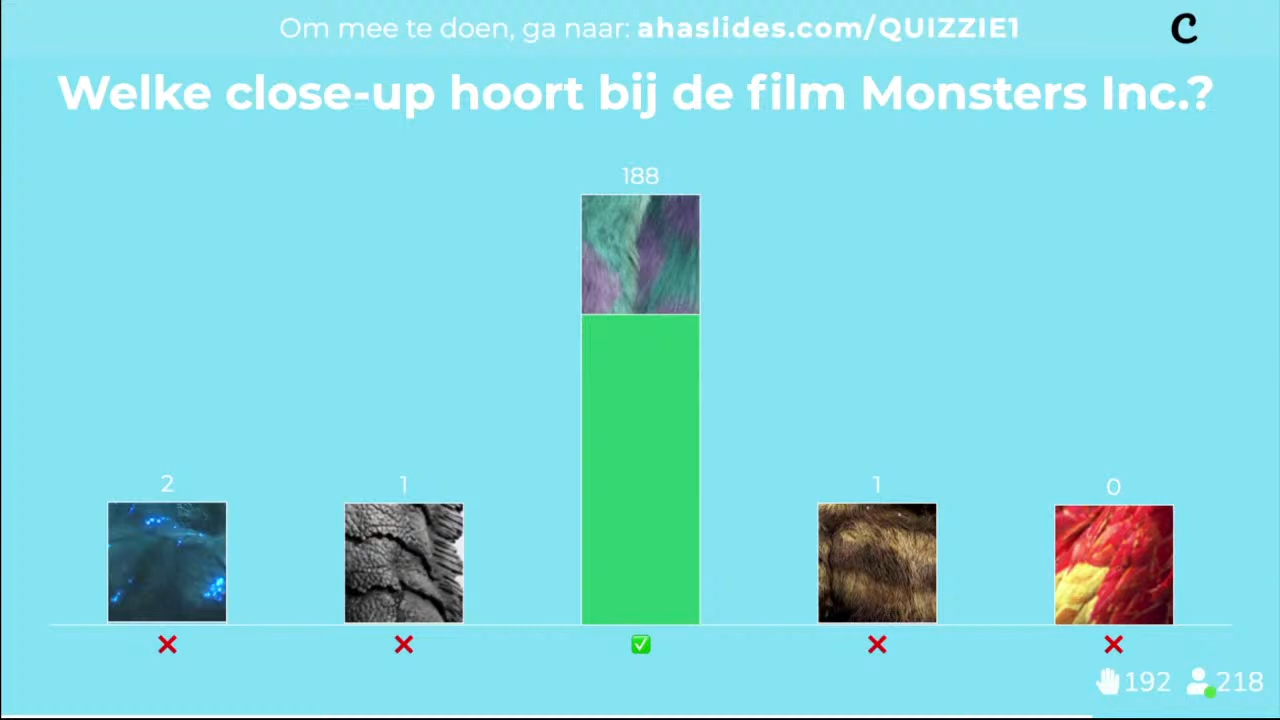 Om mee te doen, ga naar: ahaslides.com/QUIZZIE1
C
Welke close-up hoort bij de film Monsters Inc.?
188
2
1
1
0
192 218